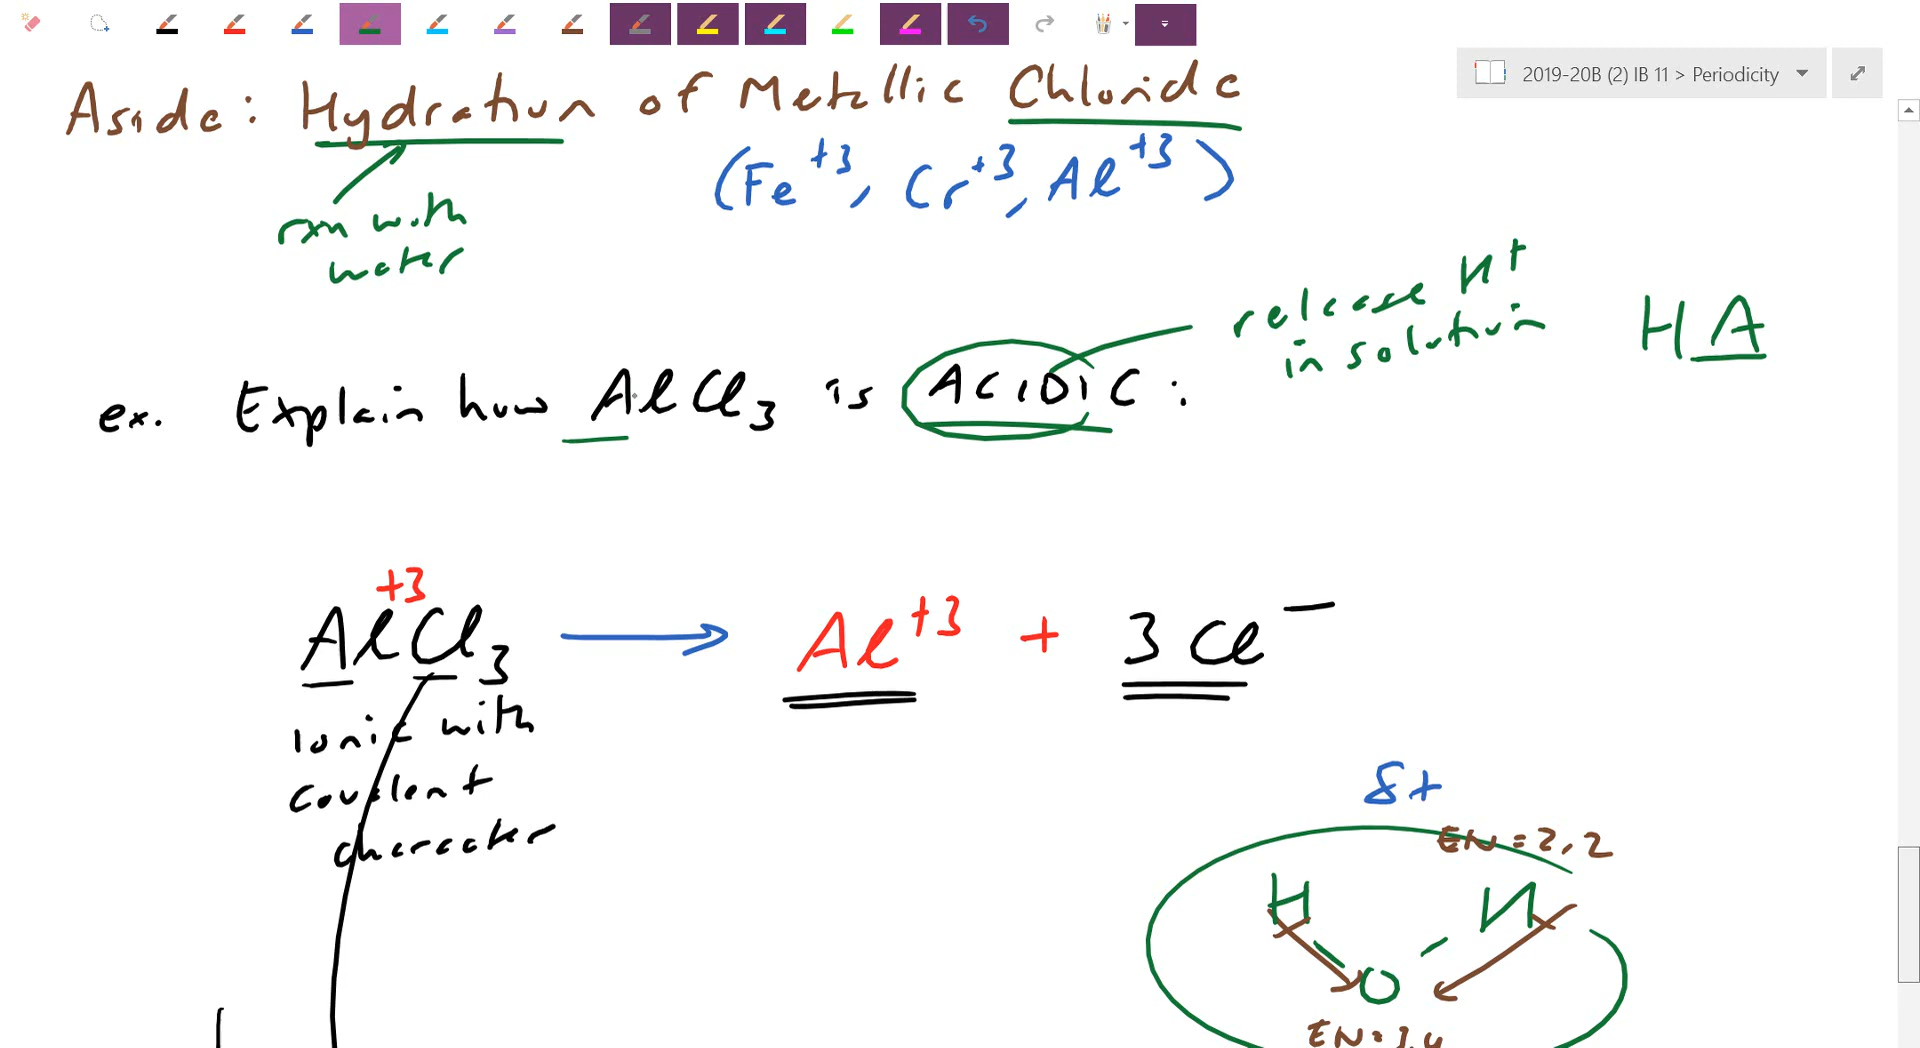 2019-20B (2) IB 11 > Periodicity
Aside: Hydration of Metallic Chloride
(Fe+3, Cr+3, Al+3)
rxn with
water
release H+
in solution
HA
ex. Explain how AlCl3 is ACIDIC:
+3
AlCl3 → Al+3 + 3Cl−
ionic with
covalent
character
δ+
EN=2.2
H H
O